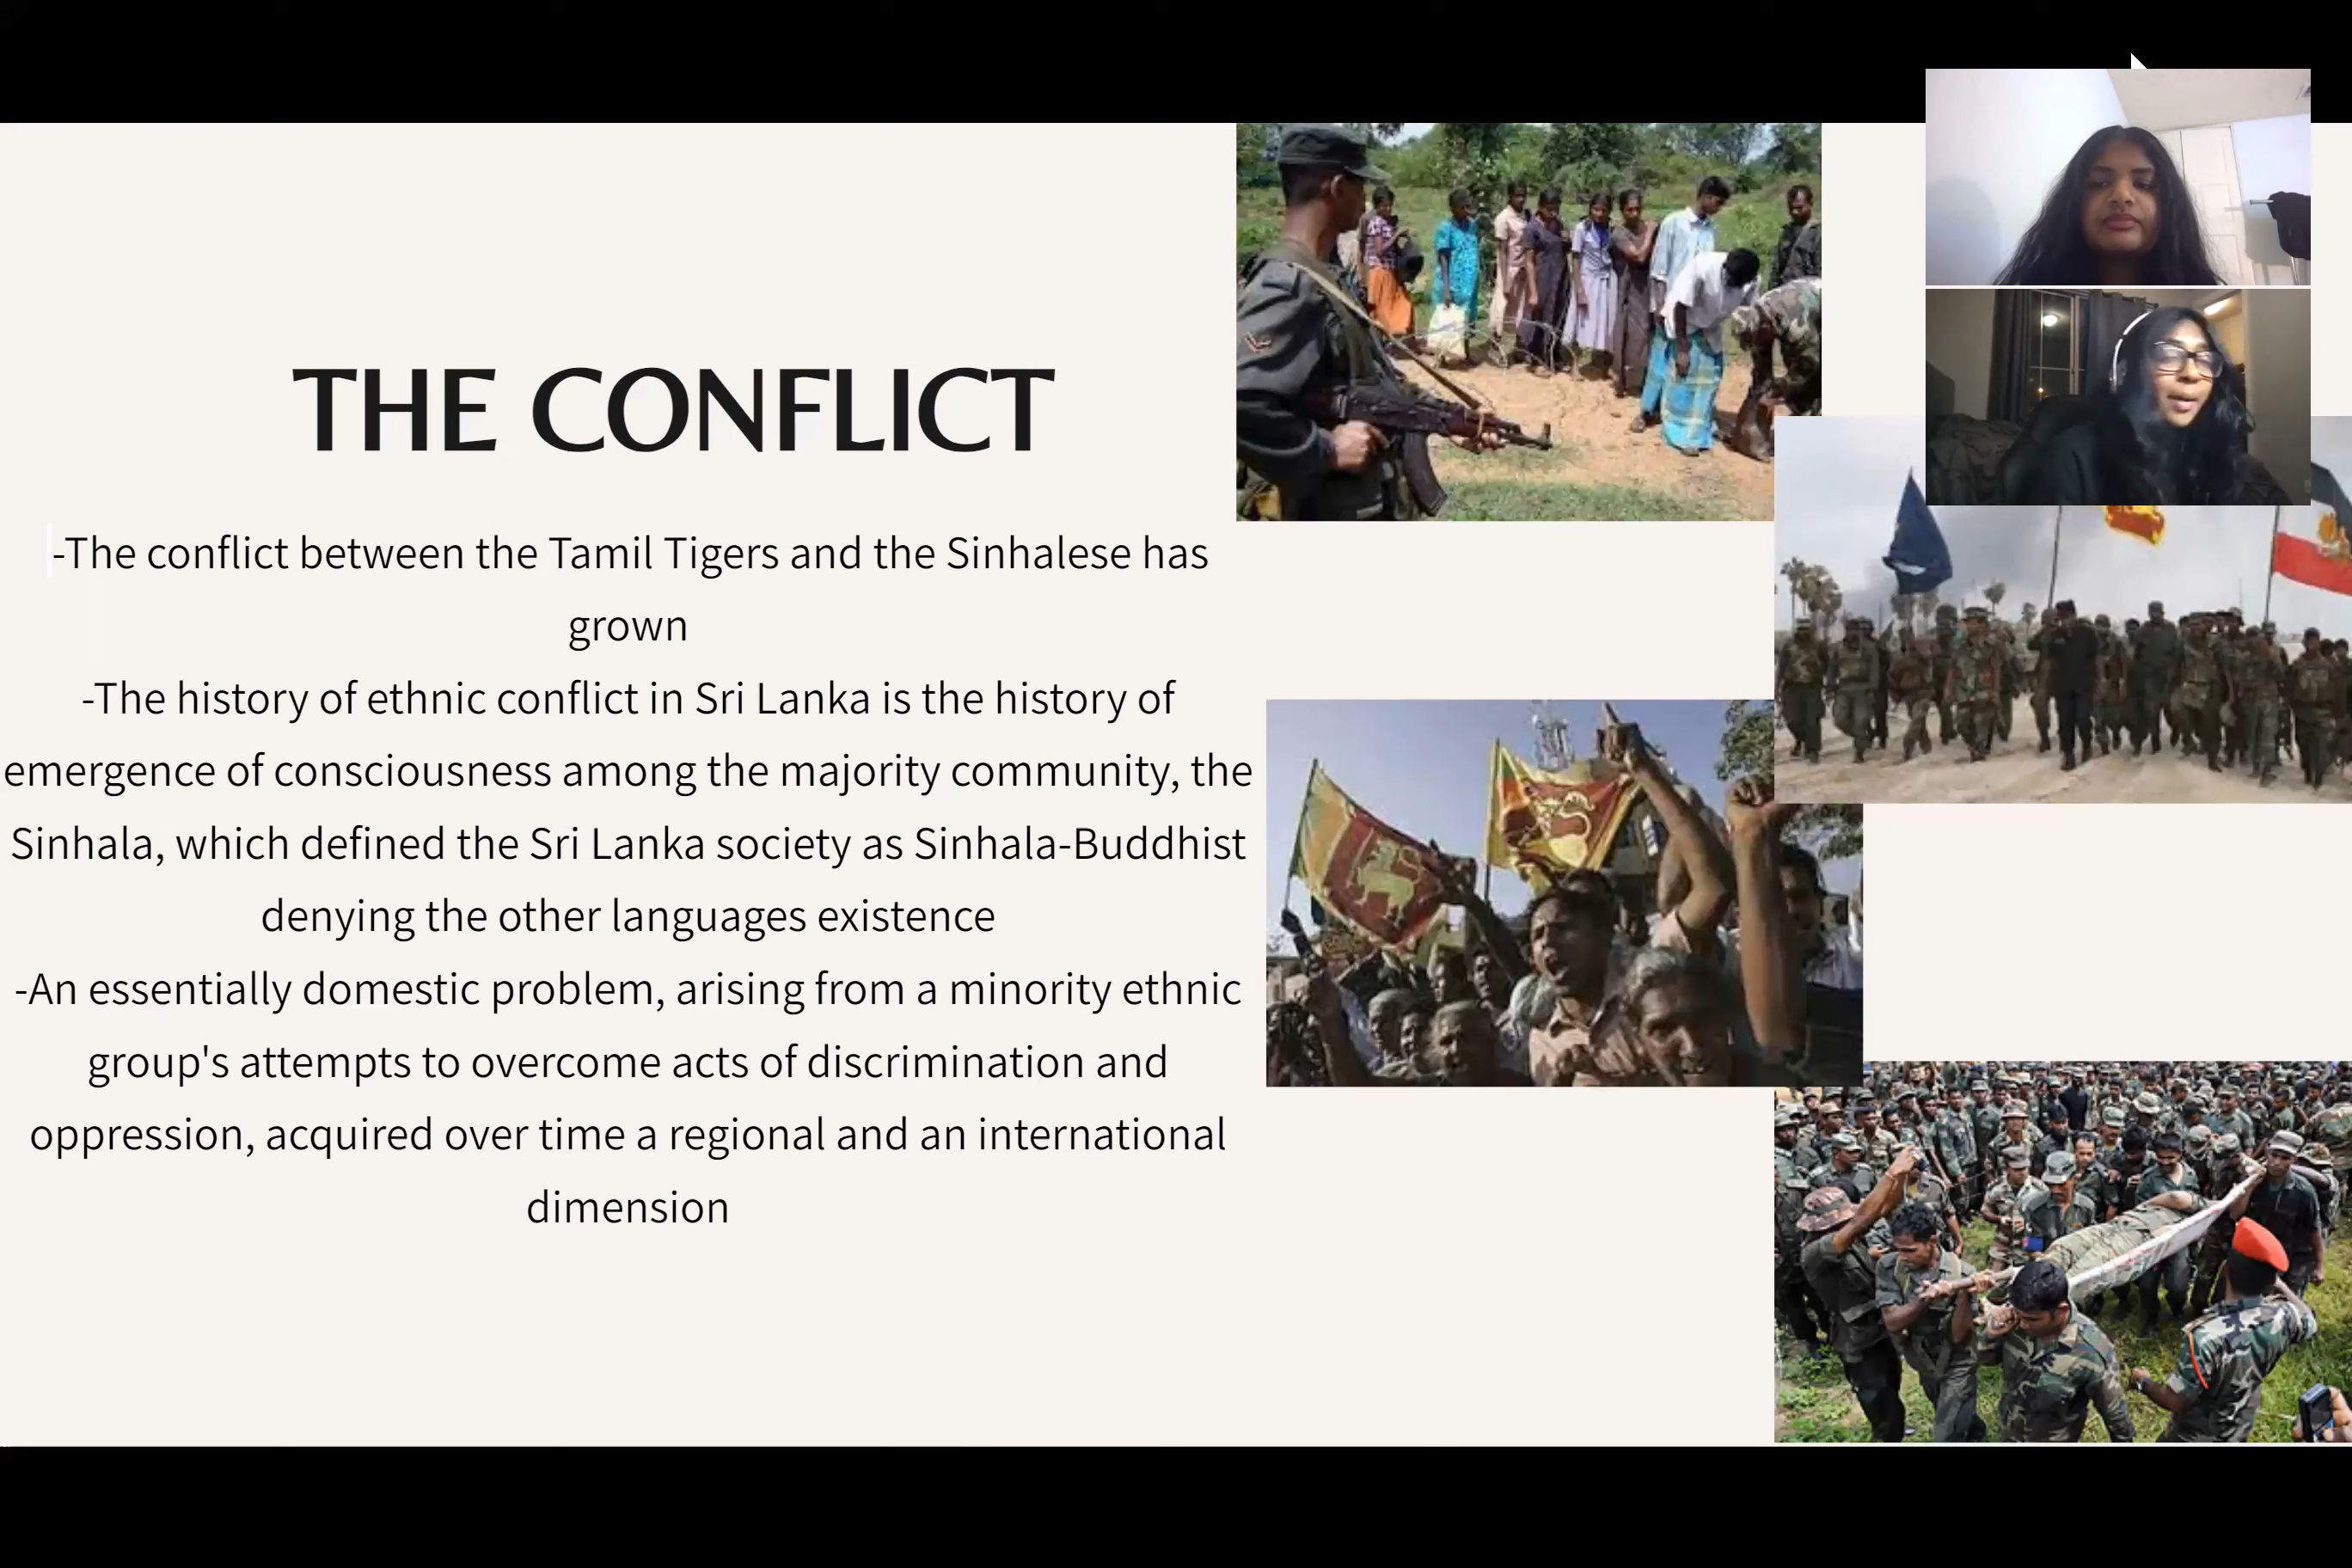 THE CONFLICT
-The conflict between the Tamil Tigers and the Sinhalese has
grown
-The history of ethnic conflict in Sri Lanka is the history of
emergence of consciousness among the majority community, the
Sinhala, which defined the Sri Lanka society as Sinhala-Buddhist
denying the other languages existence
-An essentially domestic problem, arising from a minority ethnic
group's attempts to overcome acts of discrimination and
oppression, acquired over time a regional and an international
dimension